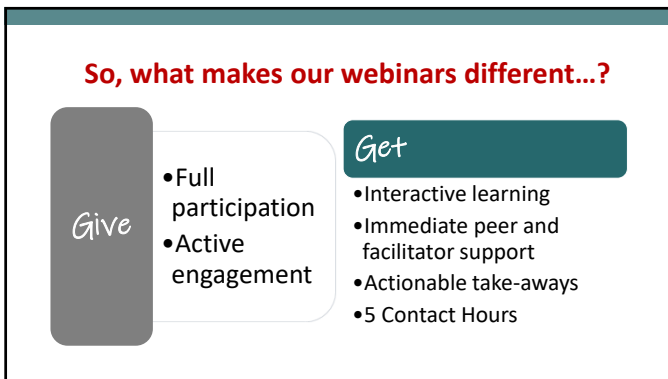 So, what makes our webinars different…?
Give
•Full
participation
•Active
engagement
Get
•Interactive learning
•Immediate peer and
facilitator support
•Actionable take-aways
•5 Contact Hours